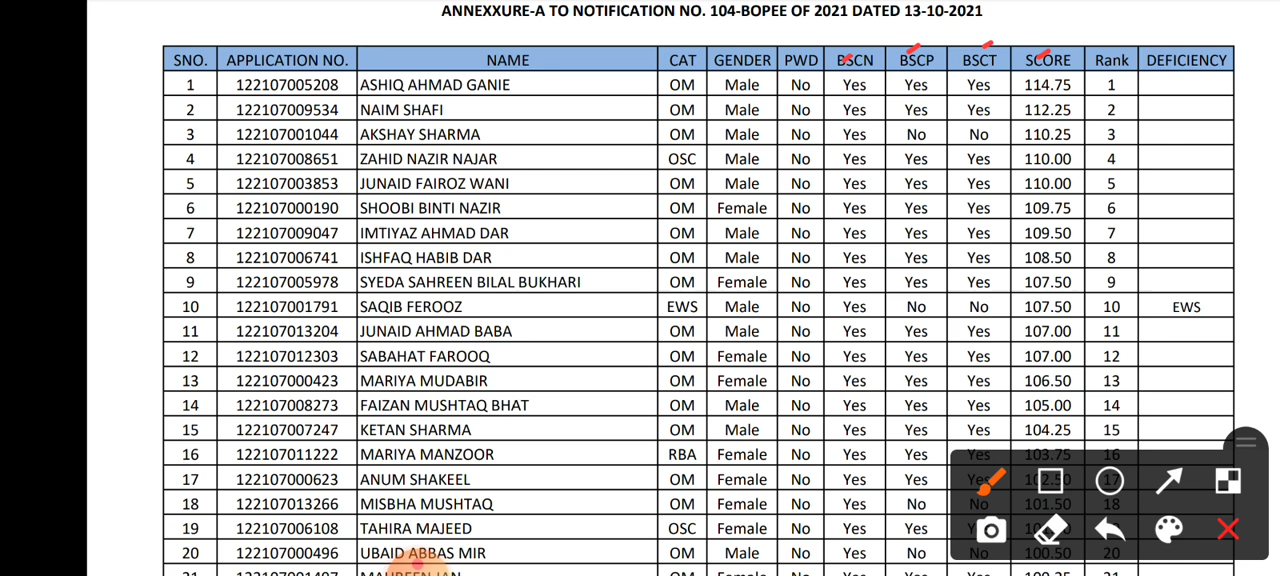 ANNEXXURE-A TO NOTIFICATION NO. 104-BOPEE OF 2021 DATED 13-10-2021
SNO. APPLICATION NO. NAME CAT GENDER PWD BSCN BSCP BSCT SCORE Rank DEFICIENCY
1 122107005208 ASHIQ AHMAD GANIE OM Male No Yes Yes Yes 114.75 1
2 122107009534 NAIM SHAFI OM Male No Yes Yes Yes 112.25 2
3 122107001044 AKSHAY SHARMA OM Male No Yes No No 110.25 3
4 122107008651 ZAHID NAZIR NAJAR OSC Male No Yes Yes Yes 110.00 4
5 122107003853 JUNAID FAIROZ WANI OM Male No Yes Yes Yes 110.00 5
6 122107000190 SHOOBI BINTI NAZIR OM Female No Yes Yes Yes 109.75 6
7 122107009047 IMTIYAZ AHMAD DAR OM Male No Yes Yes Yes 109.50 7
8 122107006741 ISHFAQ HABIB DAR OM Male No Yes Yes Yes 108.50 8
9 122107005978 SYEDA SAHREEN BILAL BUKHARI OM Female No Yes Yes Yes 107.50 9
10 122107001791 SAQIB FEROOZ EWS Male No Yes No No 107.50 10 EWS
11 122107013204 JUNAID AHMAD BABA OM Male No Yes Yes Yes 107.00 11
12 122107012303 SABAHAT FAROOQ OM Female No Yes Yes Yes 107.00 12
13 122107000423 MARIYA MUDABIR OM Female No Yes Yes Yes 106.50 13
14 122107008273 FAIZAN MUSHTAQ BHAT OM Male No Yes Yes Yes 105.00 14
15 122107007247 KETAN SHARMA OM Male No Yes Yes Yes 104.25 15
16 122107011222 MARIYA MANZOOR RBA Female No Yes Yes Yes 103.75 16
17 122107000623 ANUM SHAKEEL OM Female No Yes Yes Yes 102.50 17
18 122107013266 MISBHA MUSHTAQ OM Female No Yes No No 101.50 18
19 122107006108 TAHIRA MAJEED OSC Female No Yes Yes
20 122107000496 UBAID ABBAS MIR OM Male No Yes No No 100.50 20